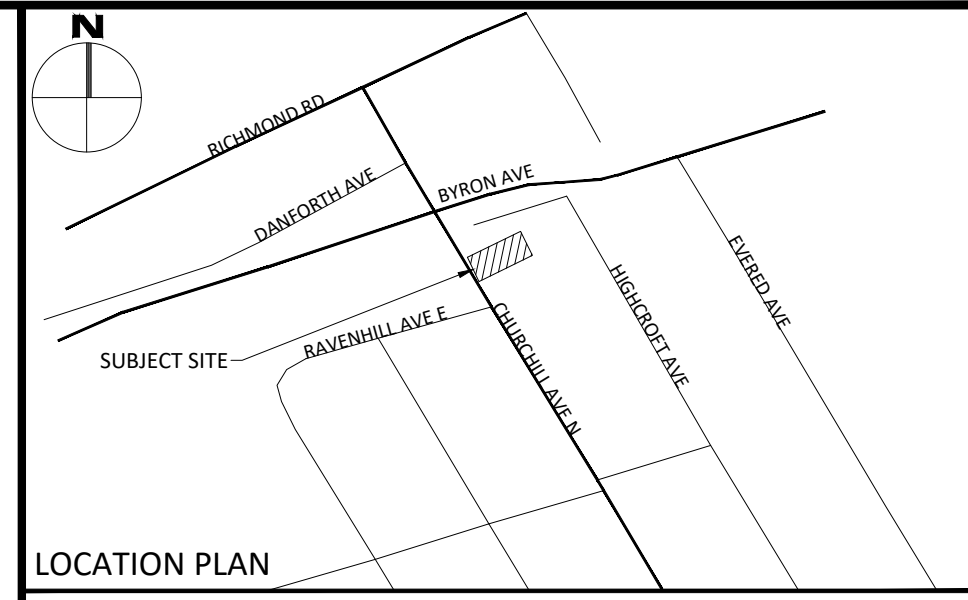 N
RICHMOND RD
DANFORTH AVE
BYRON AVE
EVERED AVE
HIGHCROFT AVE
RAVENHILL AVE E
CHURCHILL AVE N
SUBJECT SITE
LOCATION PLAN